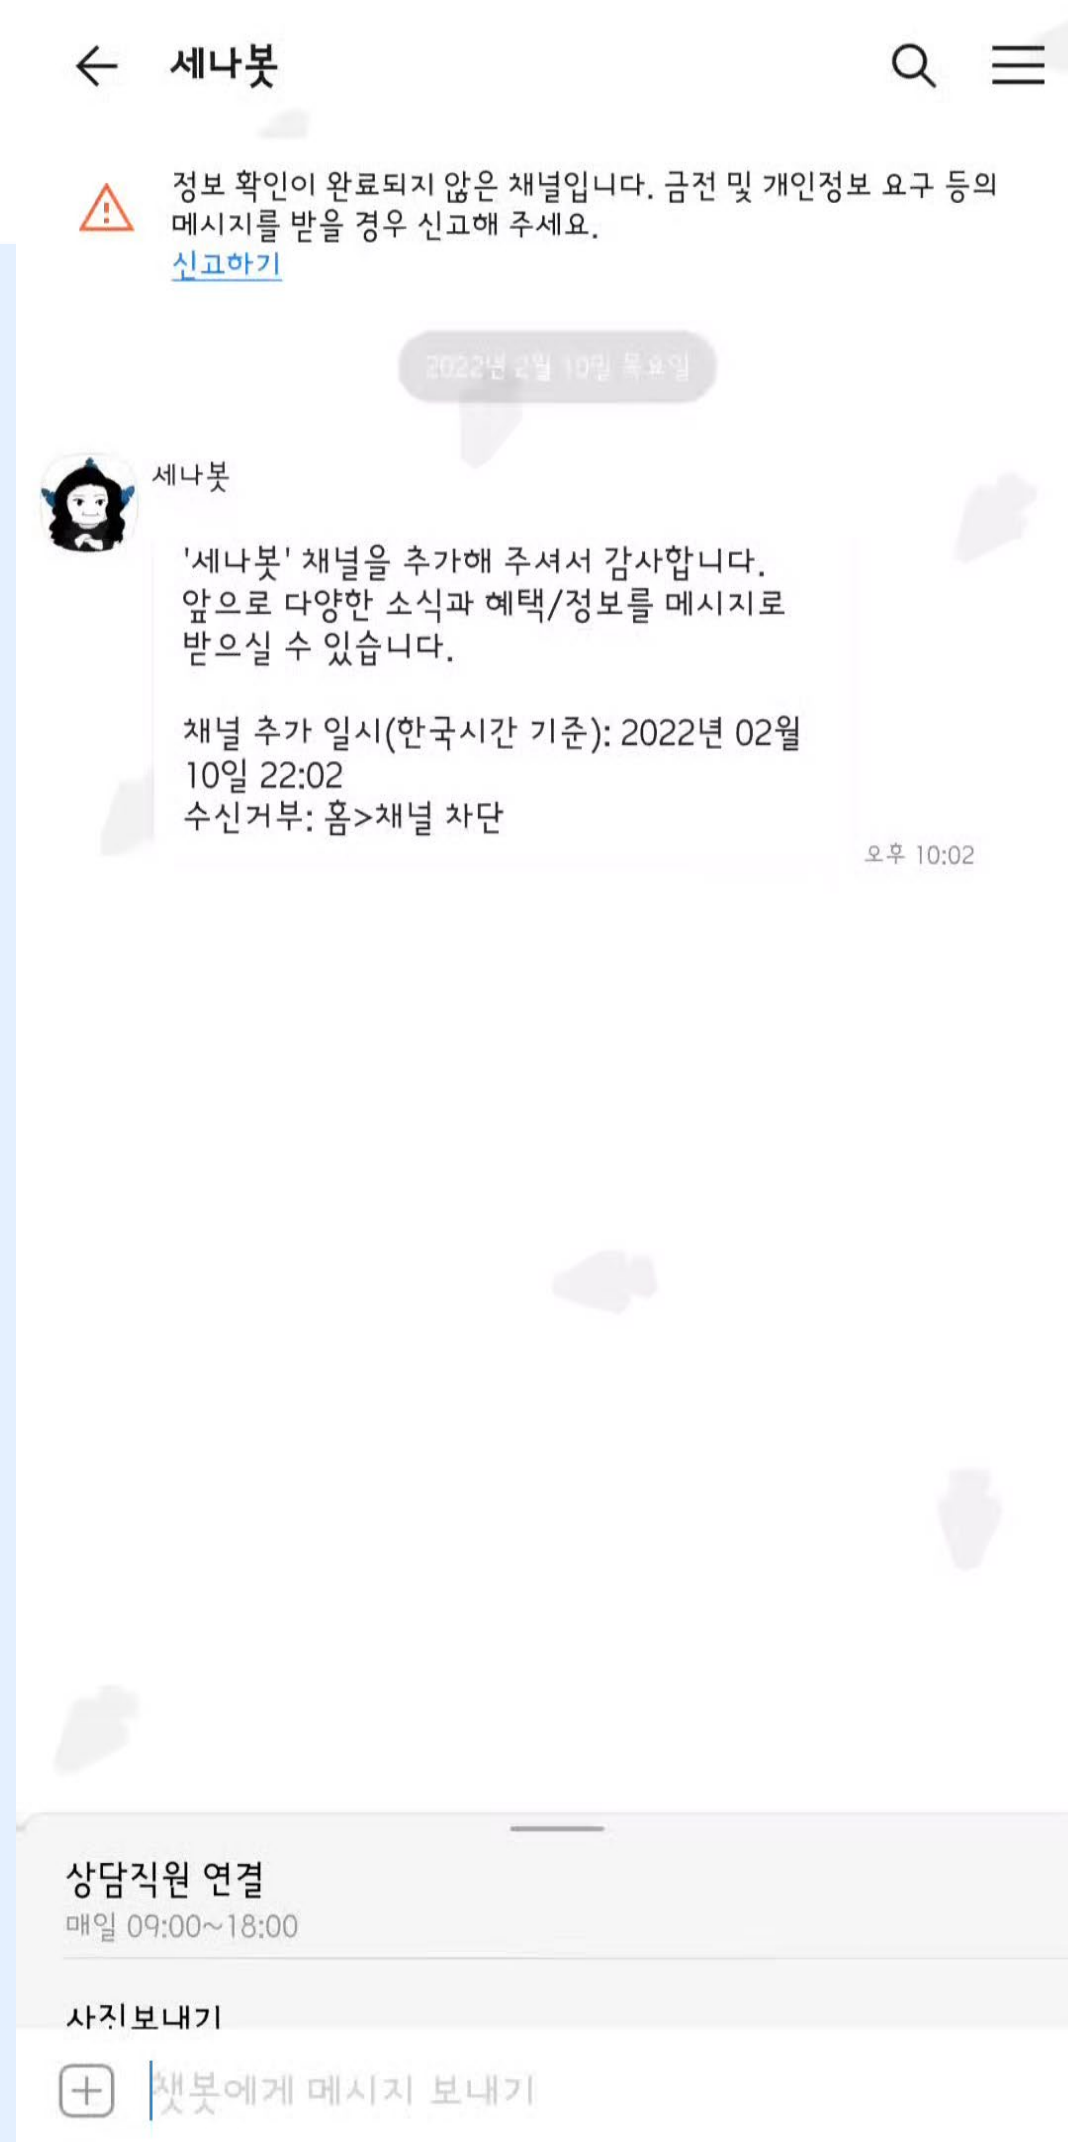 세나봇
정보 확인이 완료되지 않은 채널입니다. 금전 및 개인정보 요구 등의
메시지를 받을 경우 신고해 주세요.
신고하기
2022년 2월 10일 목요일
세나봇
'세나봇' 채널을 추가해 주셔서 감사합니다.
앞으로 다양한 소식과 혜택/정보를 메시지로
받으실 수 있습니다.
채널 추가 일시(한국시간 기준): 2022년 02월
10일 22:02
수신거부: 홈>채널 차단
오후 10:02
상담직원 연결
매일 09:00~18:00
사진보내기
챗봇에게 메시지 보내기